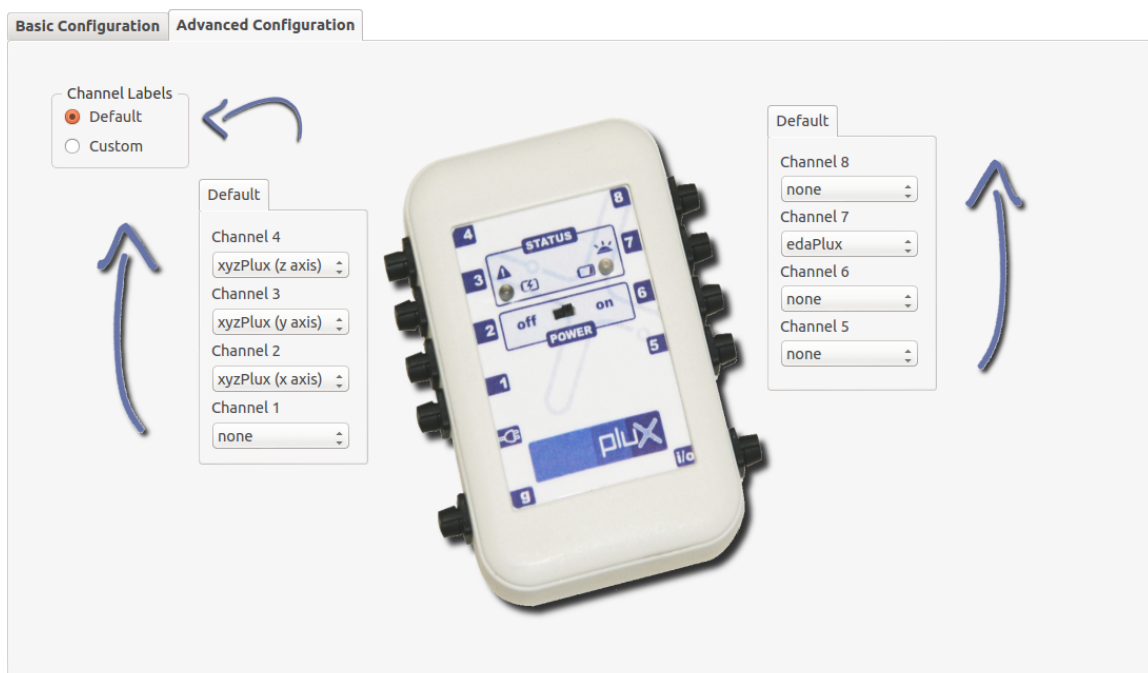 Basic Configuration
Advanced Configuration
Channel Labels
Default
Custom
Default
Channel 4
xyzPlux (z axis)
Channel 3
xyzPlux (y axis)
Channel 2
xyzPlux (x axis)
Channel 1
none
4
8
STATUS
3
7
2
off
on
6
POWER
1
5
pluX
g
i/o
Default
Channel 8
none
Channel 7
edaPlux
Channel 6
none
Channel 5
none